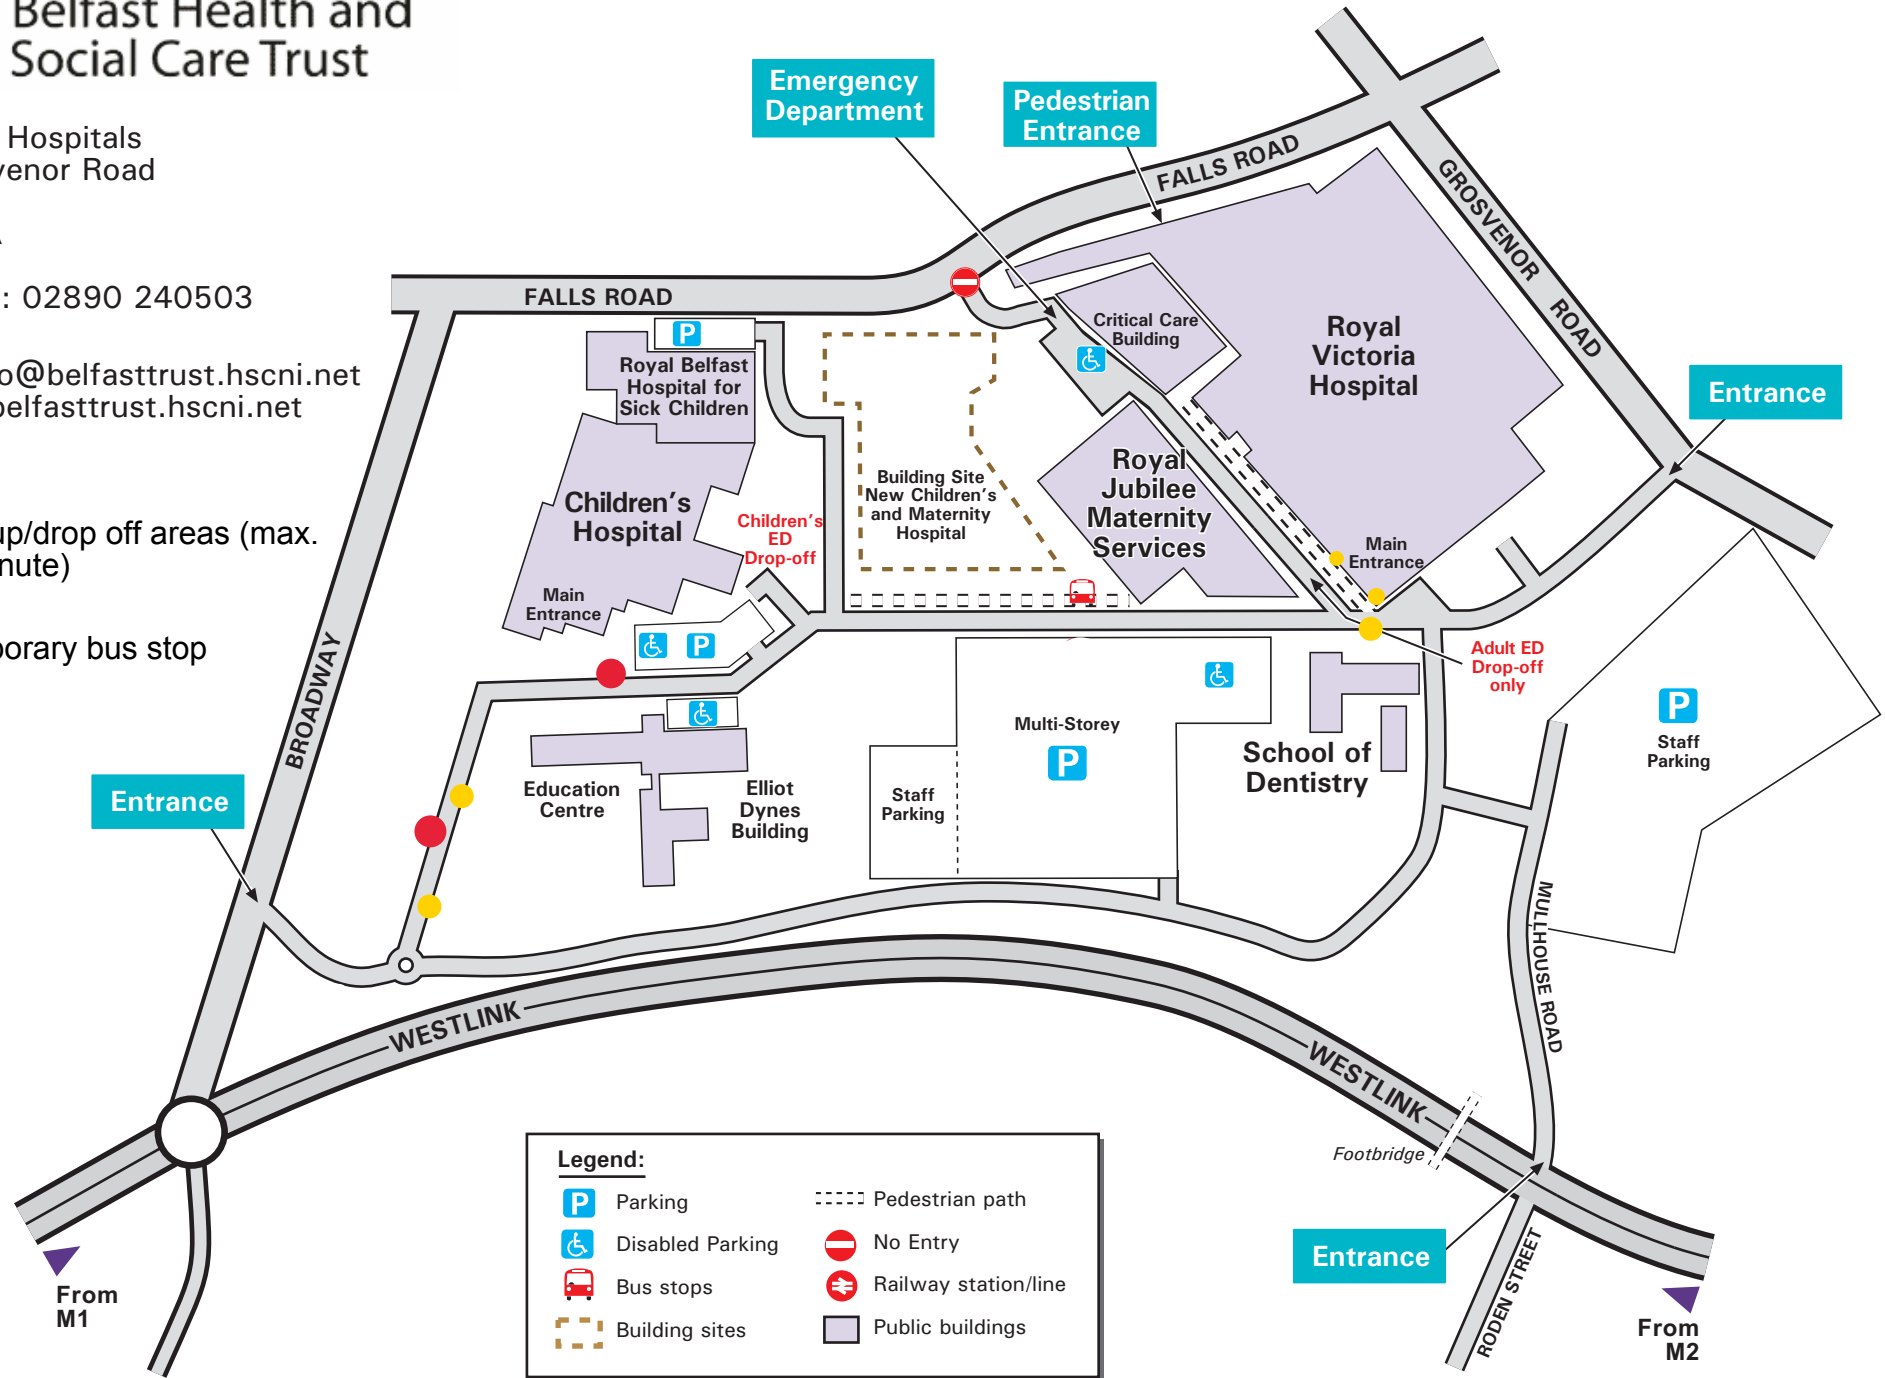 Belfast Health and
Social Care Trust
Hospitals
venor Road
: 02890 240503
o@belfasttrust.hscni.net
belfasttrust.hscni.net
up/drop off areas (max.
nute)
porary bus stop
Emergency
Department
Pedestrian
Entrance
FALLS ROAD
GROSVENOR ROAD
FALLS ROAD
P
Royal Belfast
Hospital for
Sick Children
Critical Care
Building
Royal
Victoria
Hospital
Entrance
Children's
Hospital
Main
Entrance
Children's
ED
Drop-off
Building Site
New Children's
and Maternity
Hospital
Royal
Jubilee
Maternity
Services
Main
Entrance
P
Adult ED
Drop-off
only
BROADWAY
Entrance
Education
Centre
Elliot
Dynes
Building
Multi-Storey
P
Staff
Parking
School of
Dentistry
P
Staff
Parking
MULLHOUSE ROAD
WESTLINK
WESTLINK
Footbridge
Entrance
RODEN STREET
From
M1
From
M2
Legend:
P Parking
Disabled Parking
Bus stops
Building sites
Pedestrian path
No Entry
Railway station/line
Public buildings